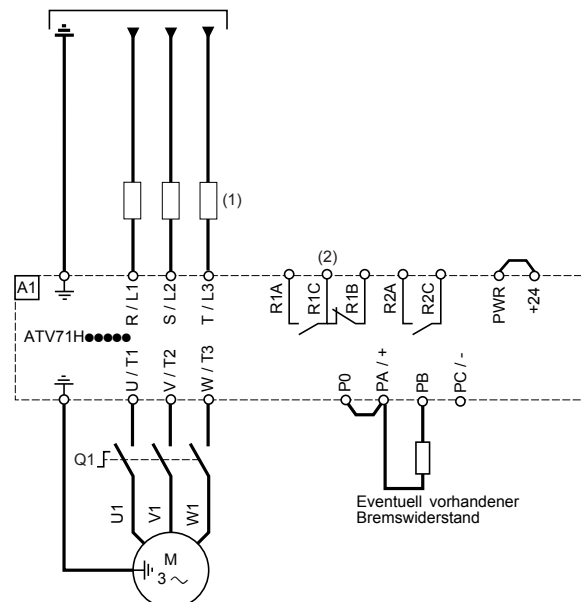 (1)
(2)
A1
R / L1
S / L2
T / L3
R1A
R1C
R1B
R2A
R2C
PWR
+24
ATV71H●●●●●
U / T1
V / T2
W / T3
P0
PA / +
PB
PC / -
Q1
U1
V1
W1
Eventuell vorhandener
Bremswiderstand
M
3 ~